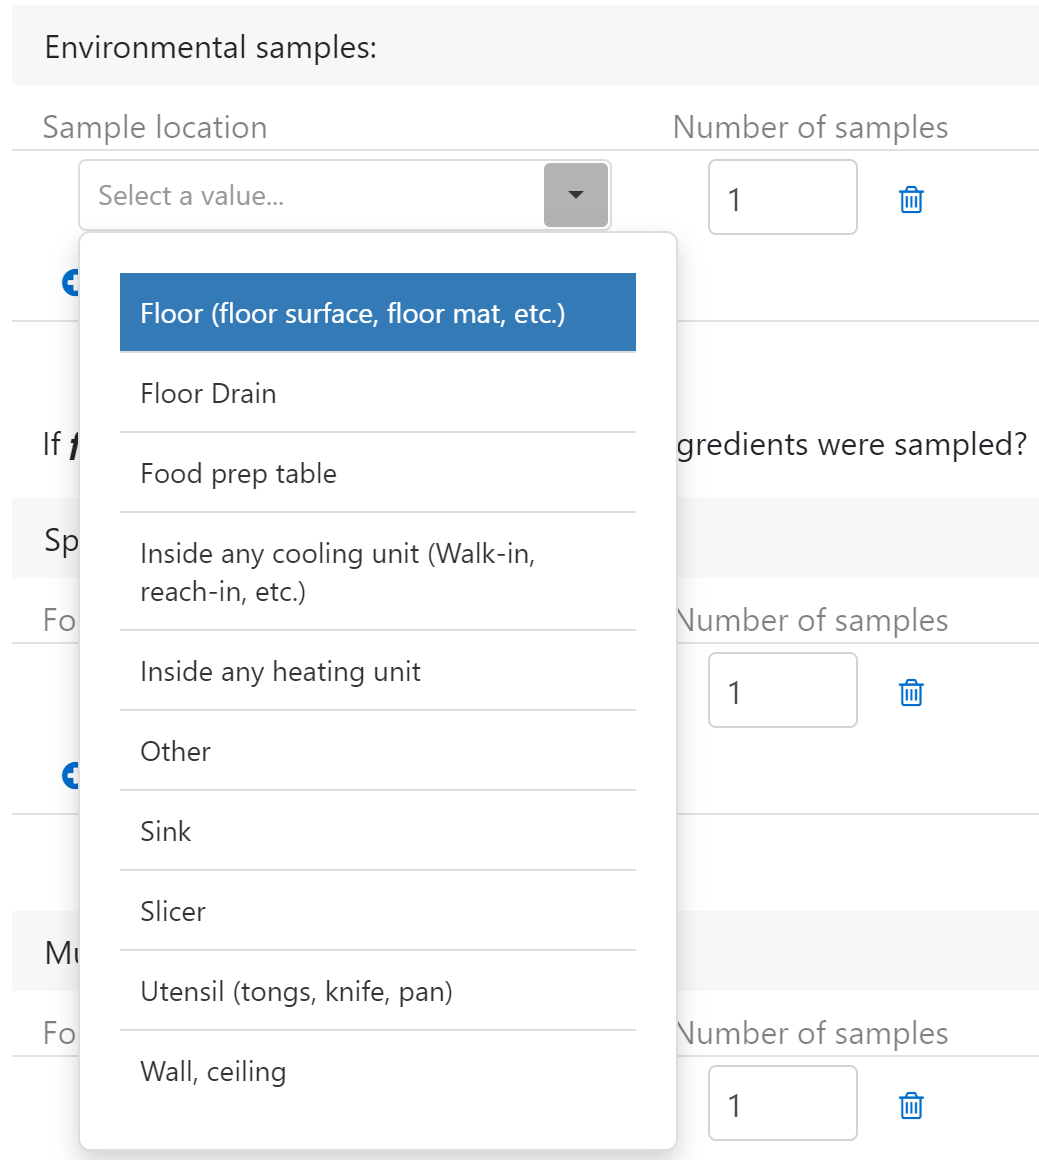 Environmental samples:
Sample location Number of samples
Select a value... 1
Floor (floor surface, floor mat, etc.)
Floor Drain
If gredients were sampled?
Food prep table
Sp
Inside any cooling unit (Walk-in,
reach-in, etc.)
Fo Number of samples
Inside any heating unit
1
Other
Sink
Slicer
Mu
Utensil (tongs, knife, pan)
Fo Number of samples
Wall, ceiling
1